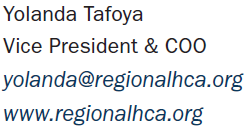 Yolanda Tafoya
Vice President & COO
yolanda@regionalhca.org
www.regionalhca.org